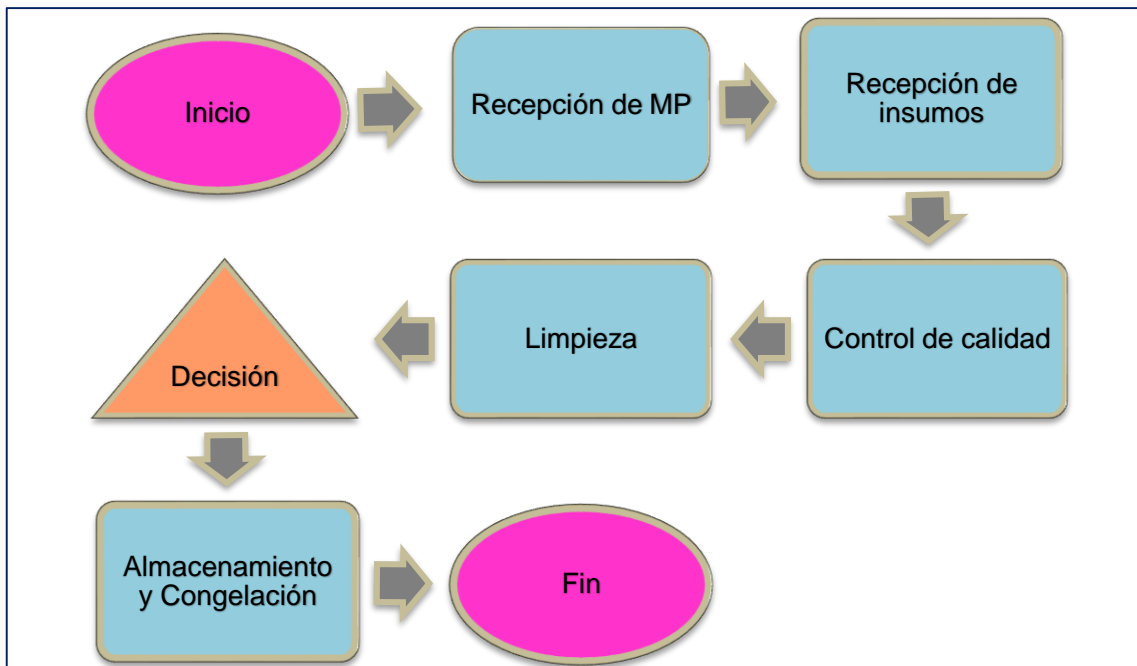 Inicio
Recepción de MP
Recepción de
insumos
Control de calidad
Limpieza
Decisión
Almacenamiento
y Congelación
Fin